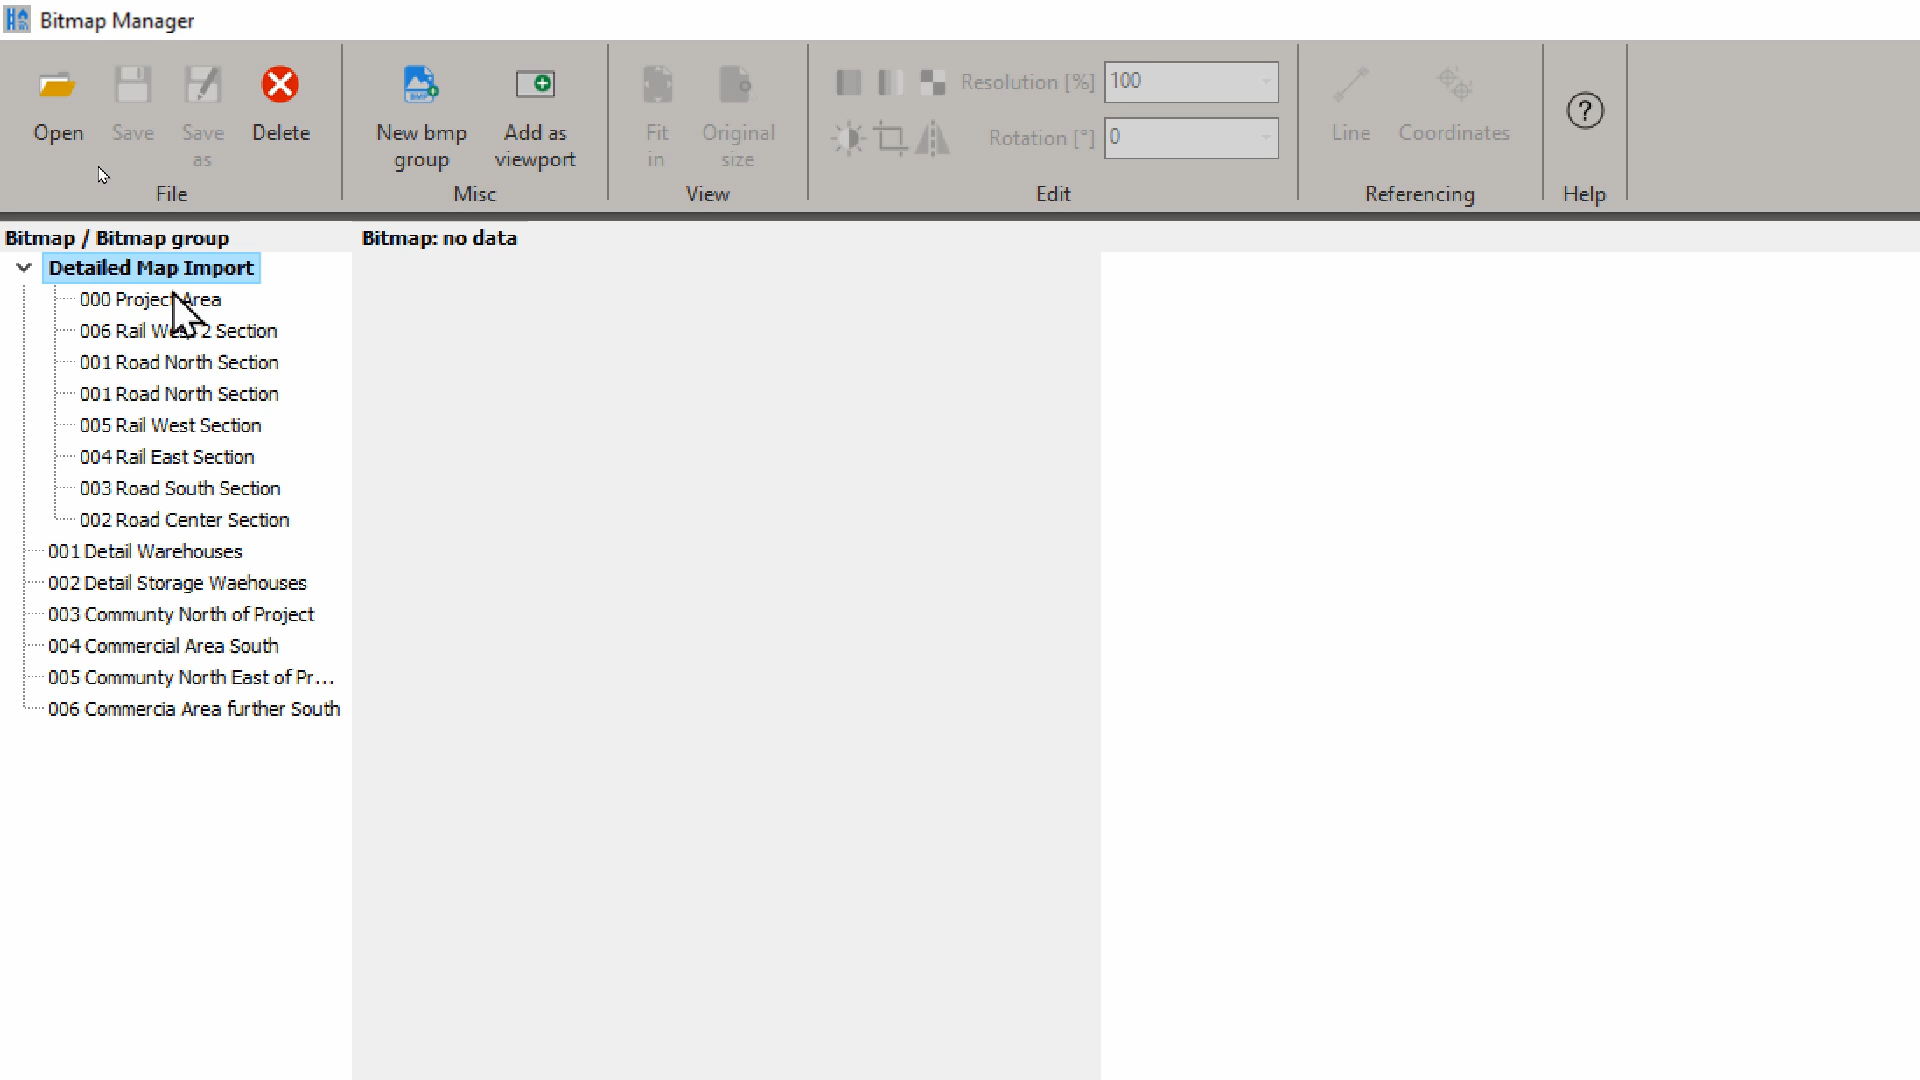 Bitmap Manager
Open
Save
Save as
Delete
File
New bmp group
Add as viewport
Misc
Fit in
Original size
View
Resolution [%] 100
Rotation [°] 0
Edit
Line
Coordinates
Referencing
?
Help
Bitmap / Bitmap group
Bitmap: no data
Detailed Map Import
000 Project Area
006 Rail West 2 Section
001 Road North Section
001 Road North Section
005 Rail West Section
004 Rail East Section
003 Road South Section
002 Road Center Section
001 Detail Warehouses
002 Detail Storage Waehouses
003 Communty North of Project
004 Commercial Area South
005 Communty North East of Pr...
006 Commercia Area further South